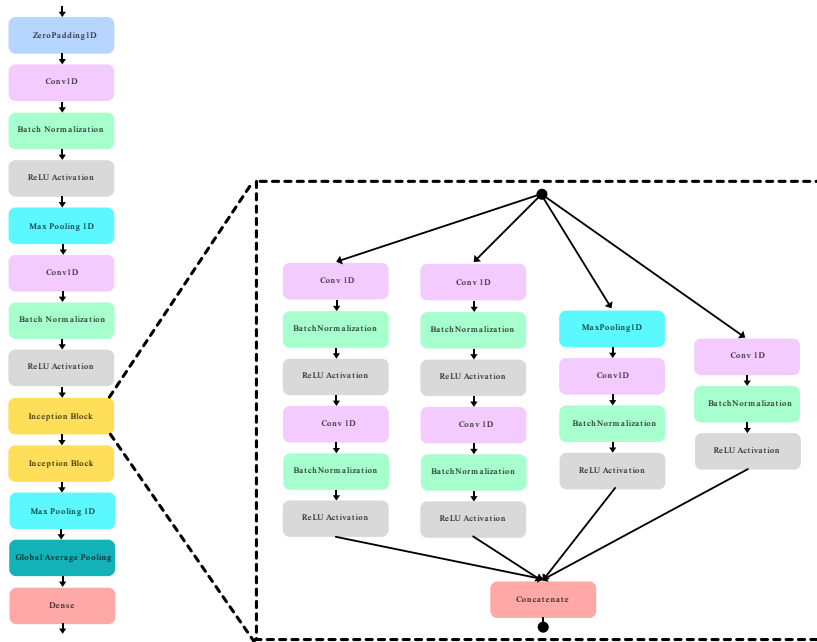 ZeroPadding1D
Conv1D
Batch Normalization
ReLU Activation
Max Pooling 1D
Conv1D
Batch Normalization
ReLU Activation
Inception Block
Inception Block
Max Pooling 1D
Global Average Pooling
Dense
Conv 1D
BatchNormalization
ReLU Activation
Conv 1D
BatchNormalization
ReLU Activation
Conv 1D
BatchNormalization
ReLU Activation
Conv 1D
BatchNormalization
ReLU Activation
MaxPooling1D
Conv1D
BatchNormalization
ReLU Activation
Conv 1D
BatchNormalization
ReLU Activation
Concatenate